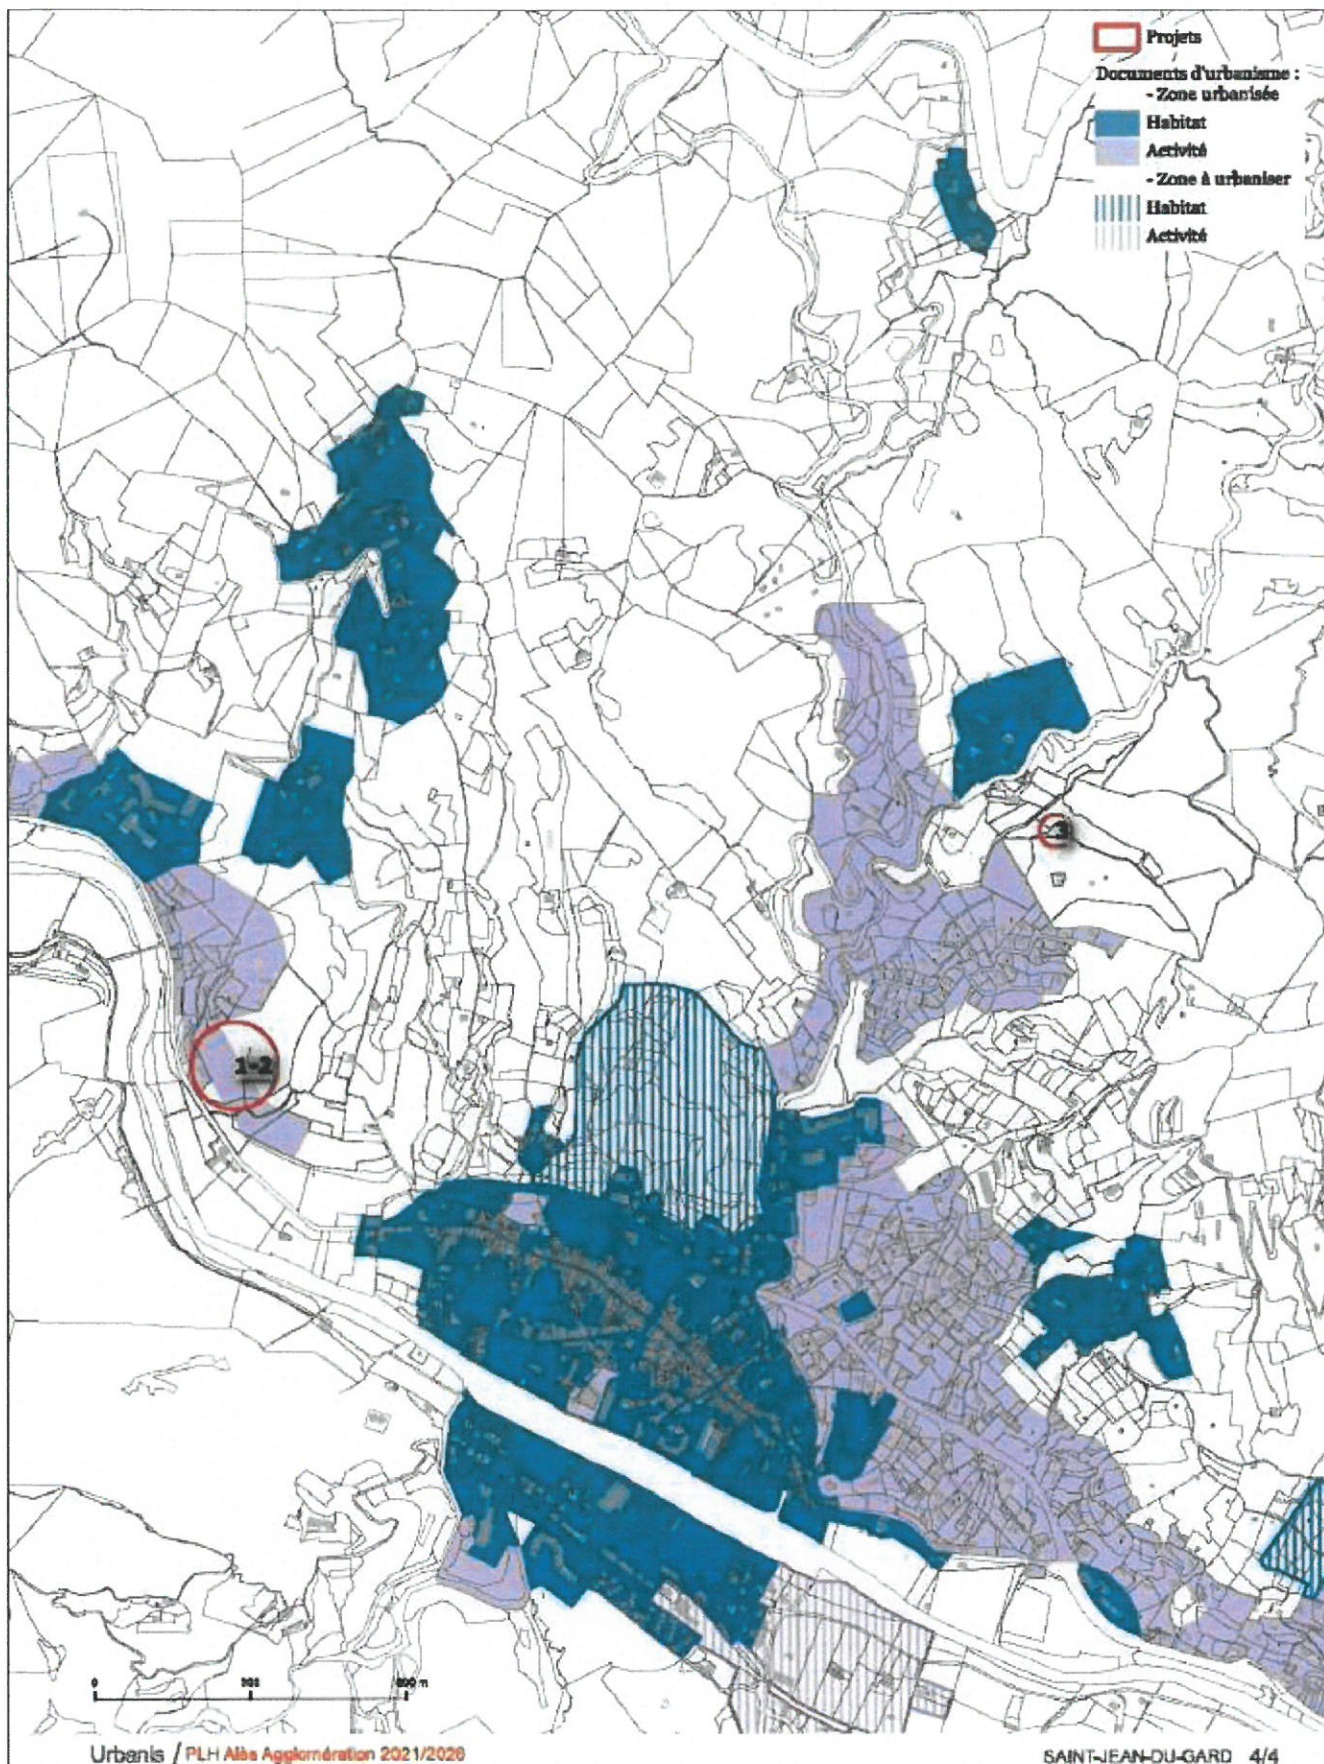 Projets
Documents d'urbanisme :
- Zone urbanisée
Habitat
Activité
- Zone à urbaniser
Habitat
Activité
3
1-2
0
Urbanis / PLH Alès Agglomération 2021/2026
SAINT-JEAN-DU-GARD 4/4